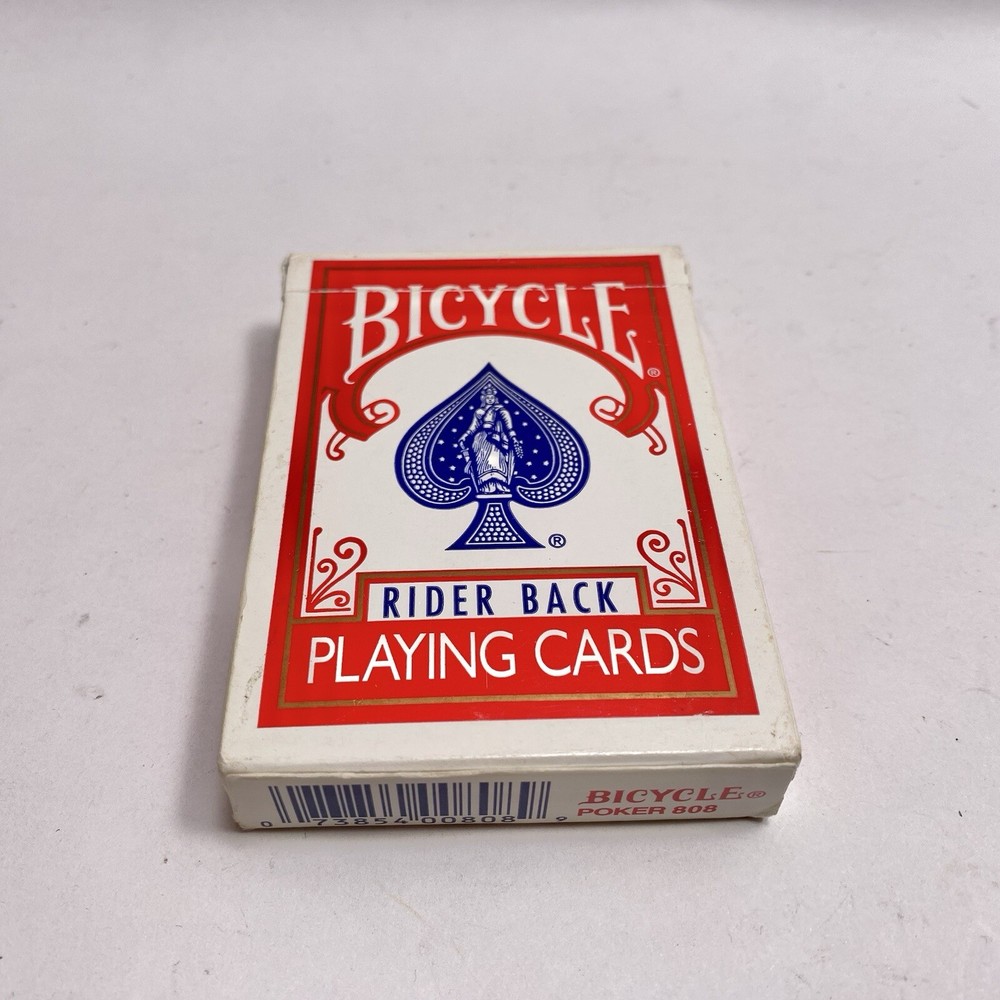 BICYCLE®
®
RIDER BACK
PLAYING CARDS
BICYCLE®
POKER 808
0 73854 00808 9